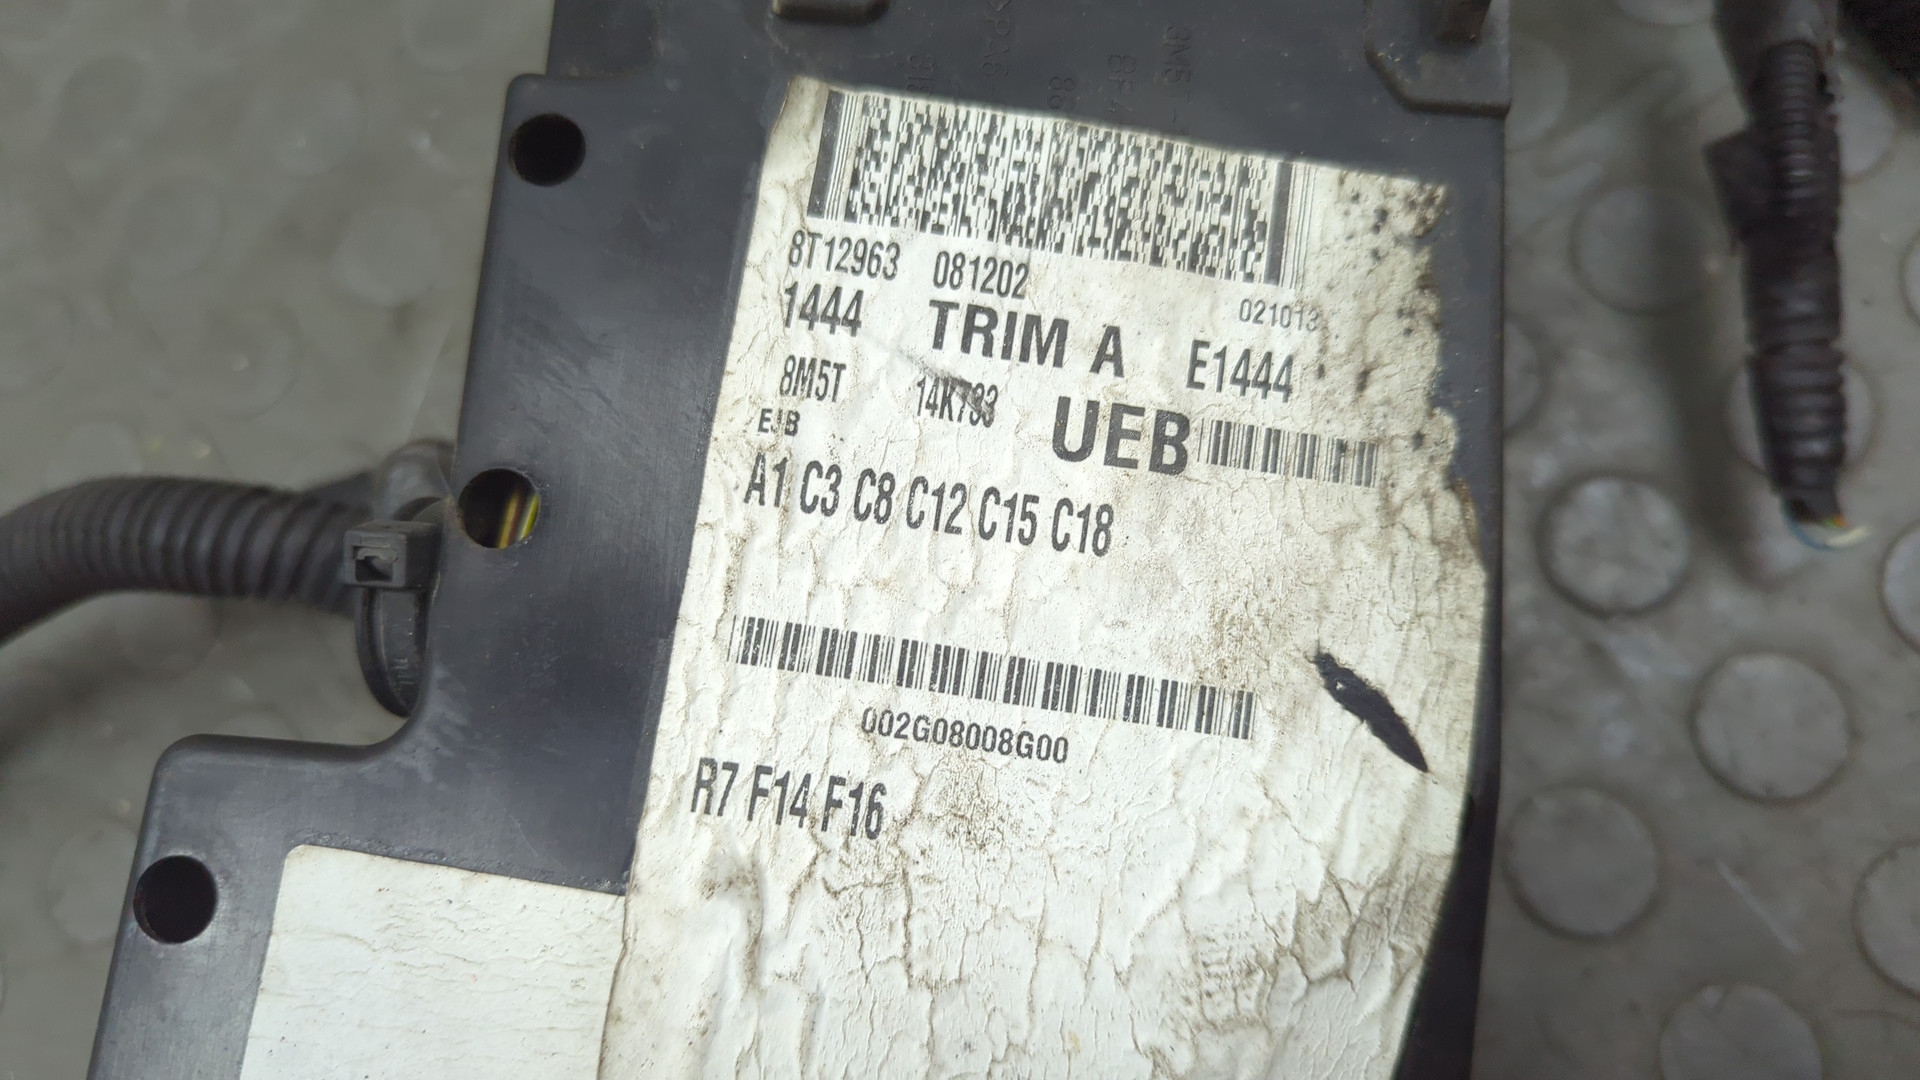 8T12963 081202
021013
1444 TRIM A E1444
8M5T 14K733 UEB
EJB
A1 C3 C8 C12 C15 C18
002G08008G00
R7 F14 F16